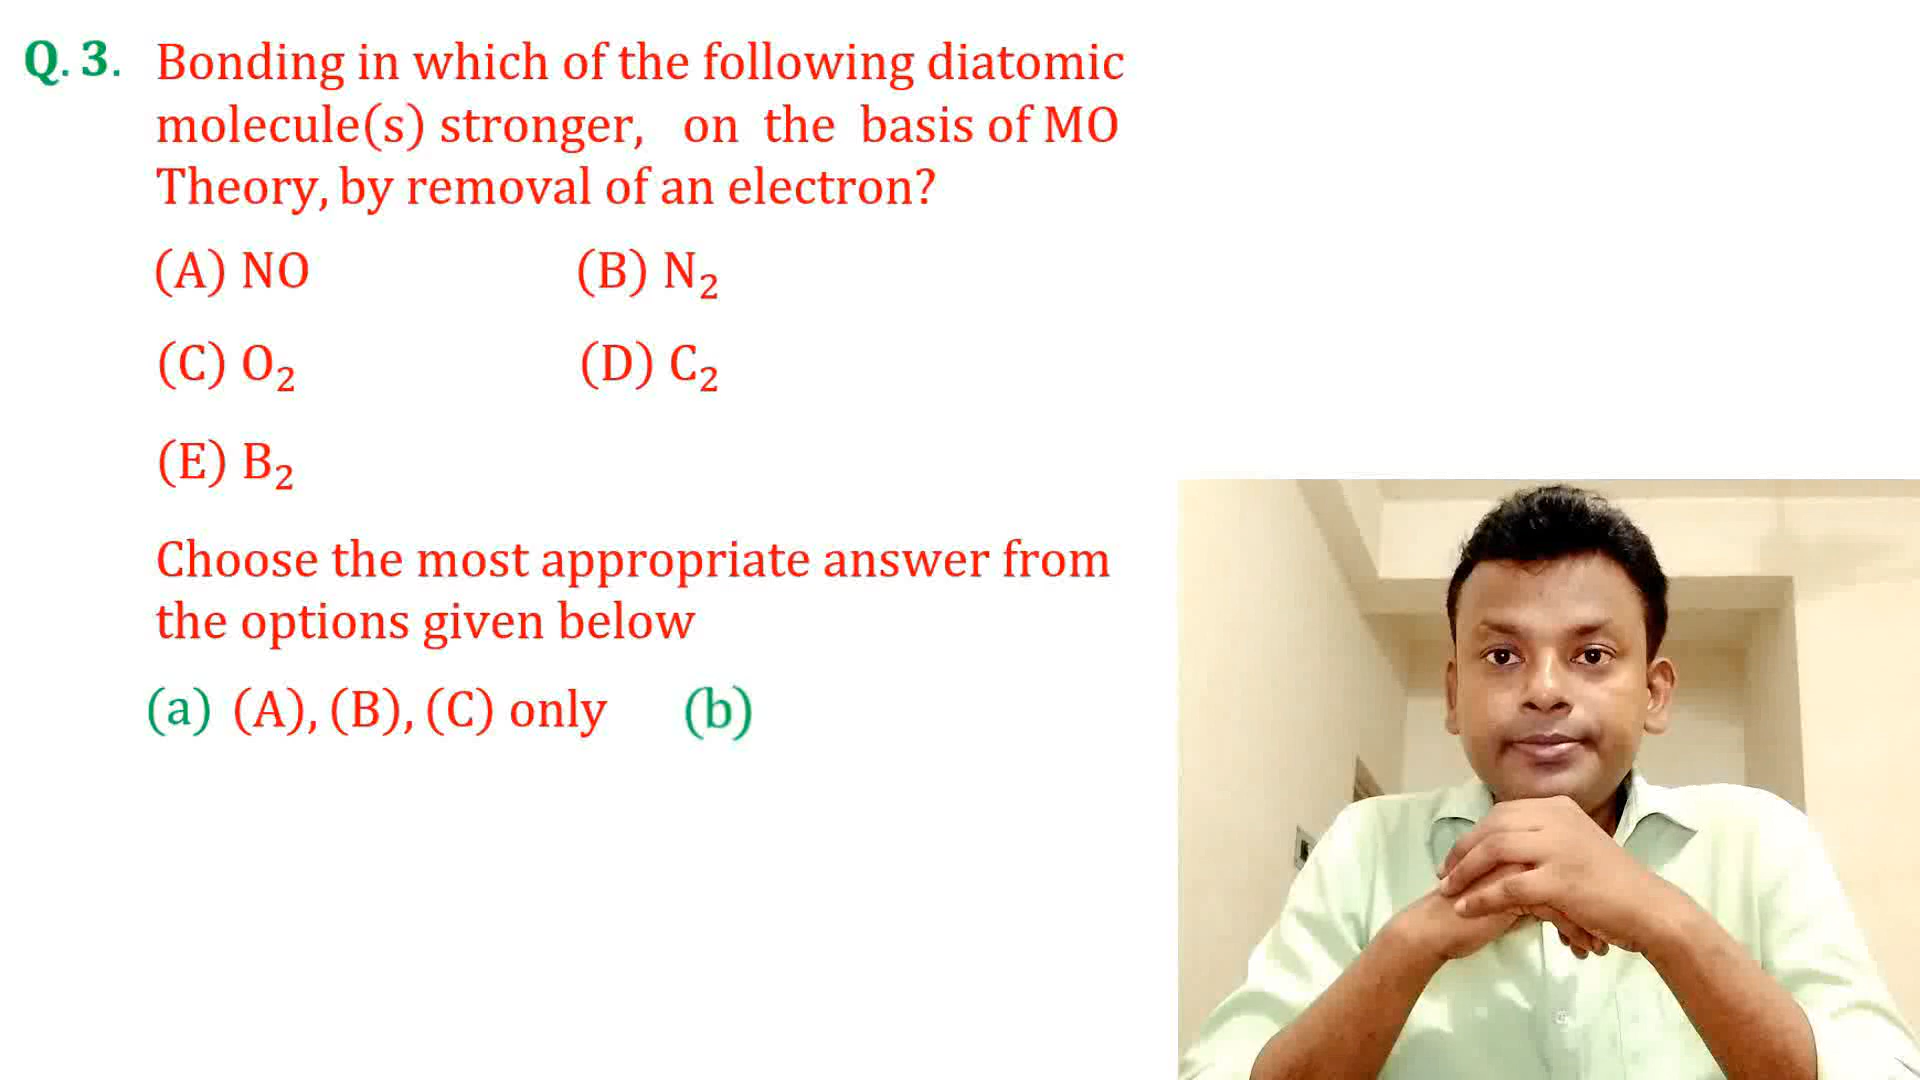 Q. 3. Bonding in which of the following diatomic
molecule(s) stronger, on the basis of MO
Theory, by removal of an electron?
(A) NO (B) N₂
(C) O₂ (D) C₂
(E) B₂
Choose the most appropriate answer from
the options given below
(a) (A), (B), (C) only (b)